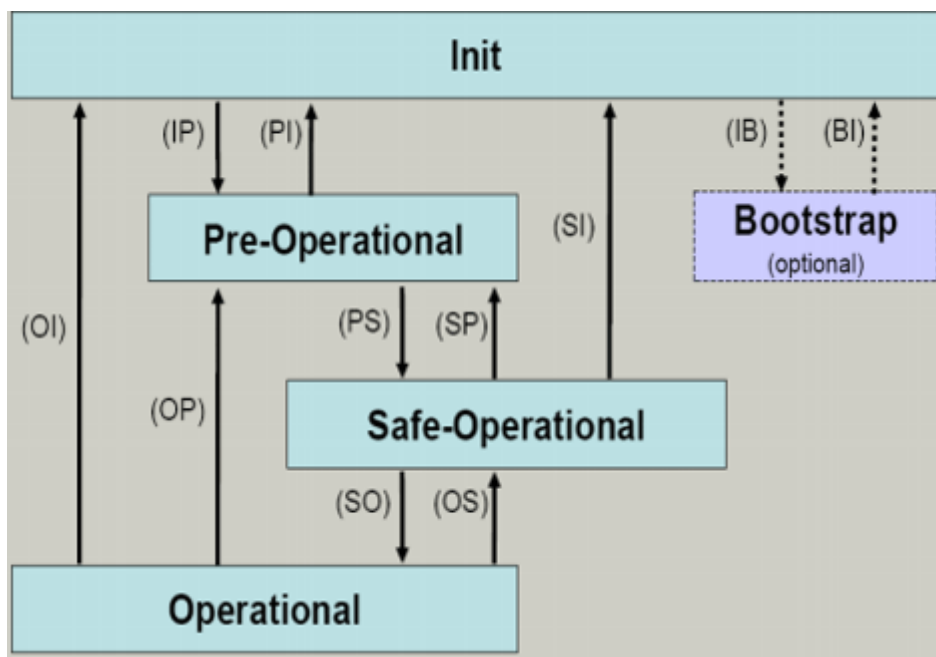 Init
(IP)
(PI)
(IB)
(BI)
Pre-Operational
(SI)
Bootstrap
(optional)
(OI)
(PS)
(SP)
(OP)
Safe-Operational
(SO)
(OS)
Operational